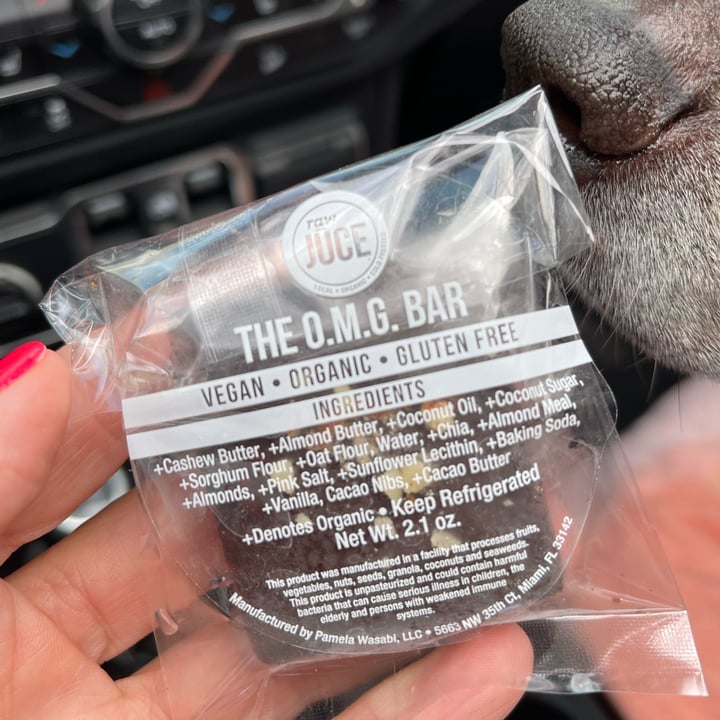 raw
JŪCE
LOCAL • ORGANIC • COLD PRESSED
THE O.M.G. BAR
VEGAN • ORGANIC • GLUTEN FREE
INGREDIENTS
+Cashew Butter, +Almond Butter, +Coconut Oil, +Coconut Sugar,
+Sorghum Flour, +Oat Flour, Water, +Chia, +Almond Meal,
+Almonds, +Pink Salt, +Sunflower Lecithin, +Baking Soda,
+Vanilla, Cacao Nibs, +Cacao Butter
+Denotes Organic • Keep Refrigerated
Net Wt. 2.1 oz.
This product was manufactured in a facility that processes fruits,
vegetables, nuts, seeds, granola, coconuts and seaweeds.
This product is unpasteurized and could contain harmful
bacteria that can cause serious illness in children, the
elderly and persons with weakened immune
systems.
Manufactured by Pamela Wasabi, LLC • 5663 NW 35th Ct, Miami, FL 33142